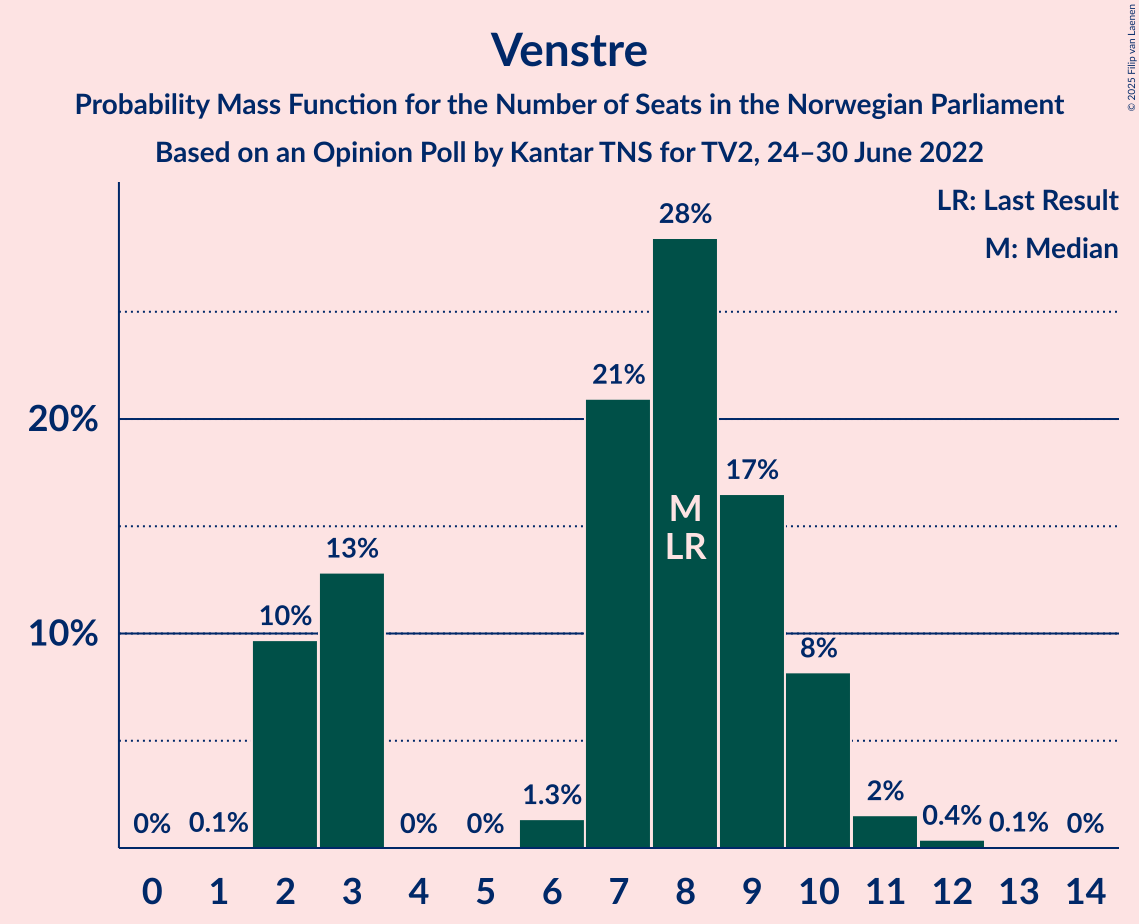 Venstre
Probability Mass Function for the Number of Seats in the Norwegian Parliament
Based on an Opinion Poll by Kantar TNS for TV2, 24–30 June 2022
© 2025 Filip van Laenen
LR: Last Result
M: Median
28%
21%
20%
17%
M
LR
13%
10%
10%
8%
1.3%
2%
0% 0.1% 0% 0% 0.4% 0.1% 0%
0 1 2 3 4 5 6 7 8 9 10 11 12 13 14